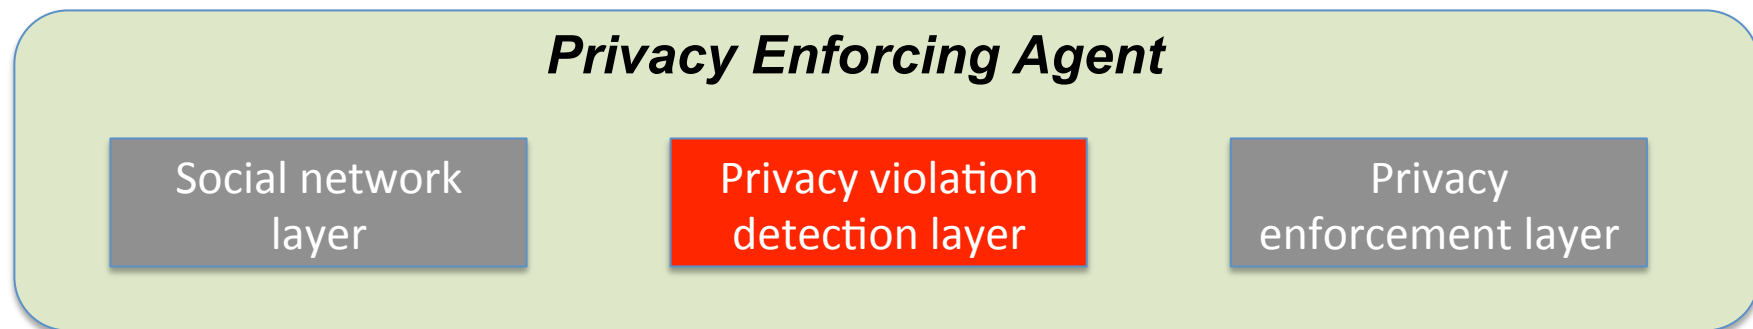 Privacy Enforcing Agent
Social network
layer
Privacy violation
detection layer
Privacy
enforcement layer